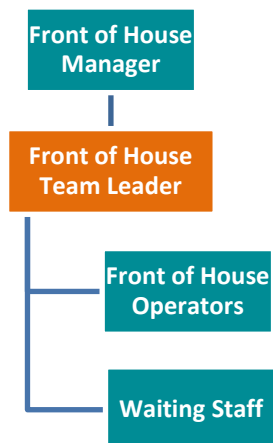 Front of House
Manager
Front of House
Team Leader
Front of House
Operators
Waiting Staff